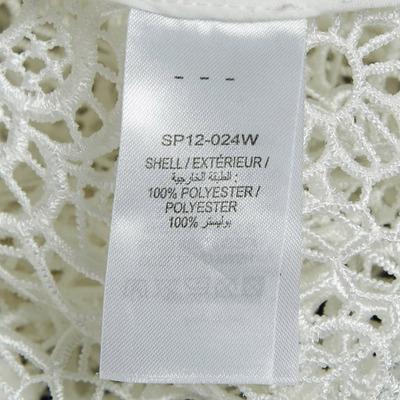 - - -
SP12-024W
SHELL / EXTÉRIEUR /
الطبقة الخارجية :
100% POLYESTER /
POLYESTER
100% بوليستر